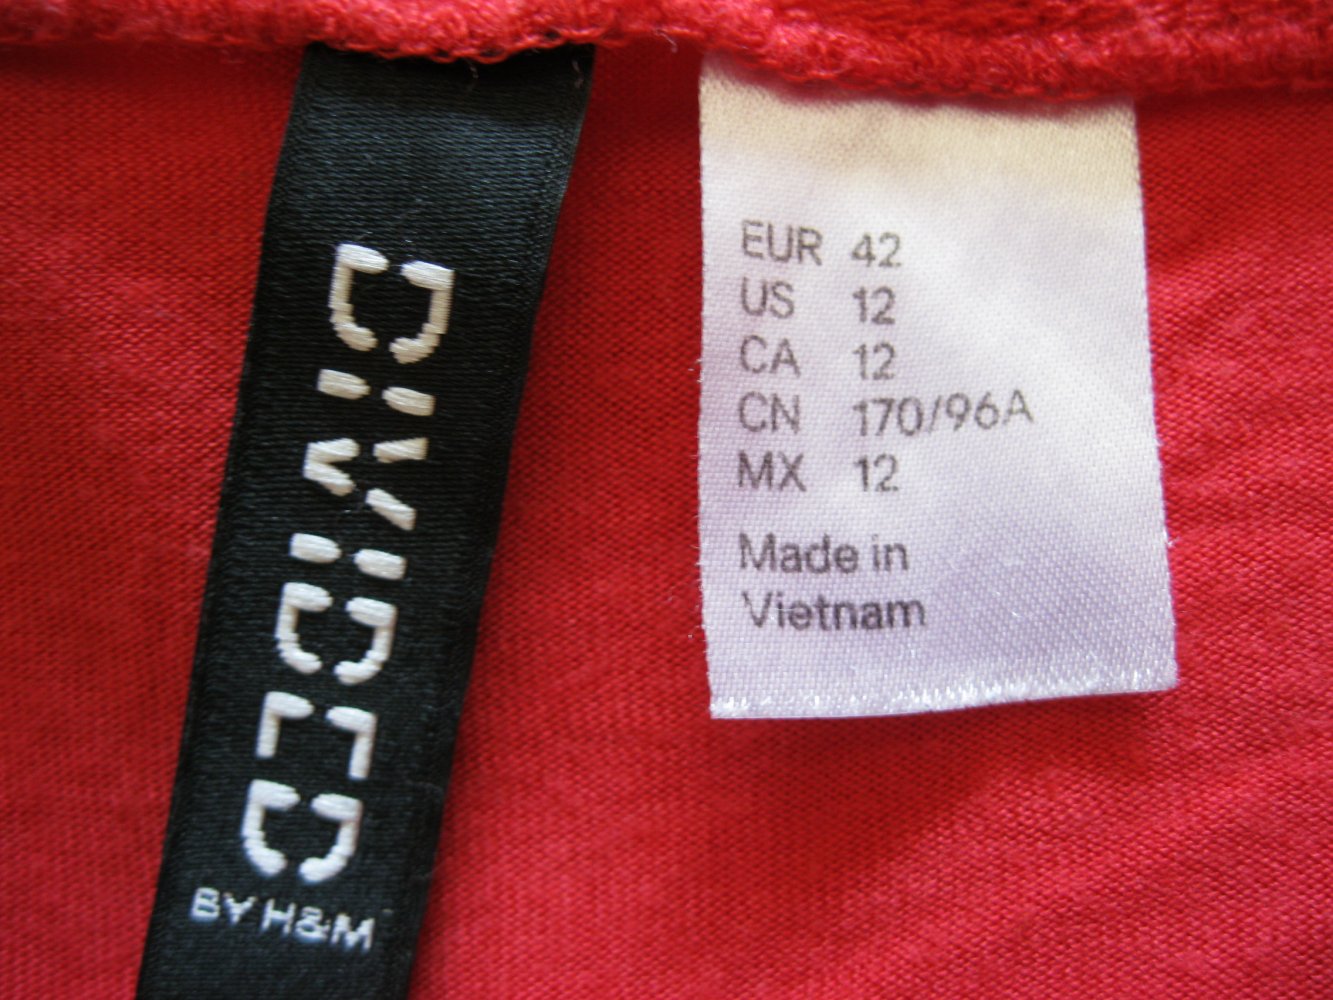 DIVIDED
BY H&M
EUR 42
US 12
CA 12
CN 170/96A
MX 12
Made in
Vietnam